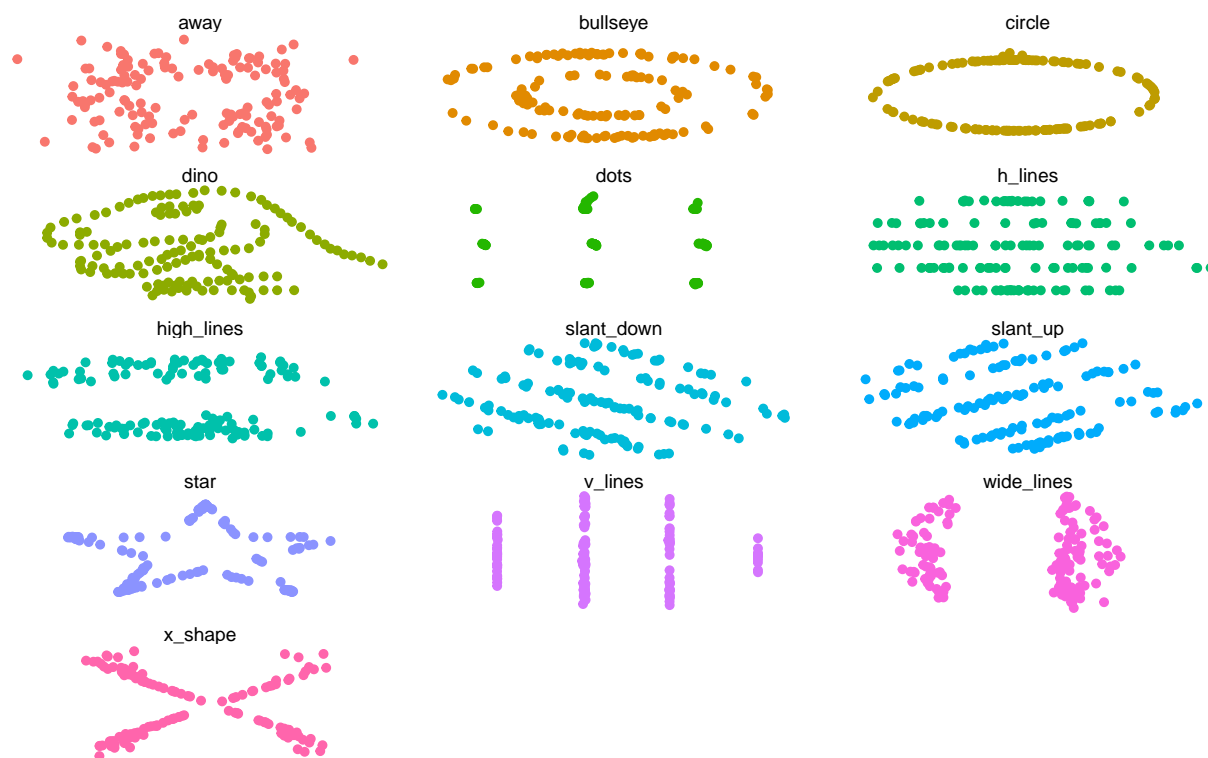 away
bullseye
circle
dino
dots
h_lines
high_lines
slant_down
slant_up
star
v_lines
wide_lines
x_shape